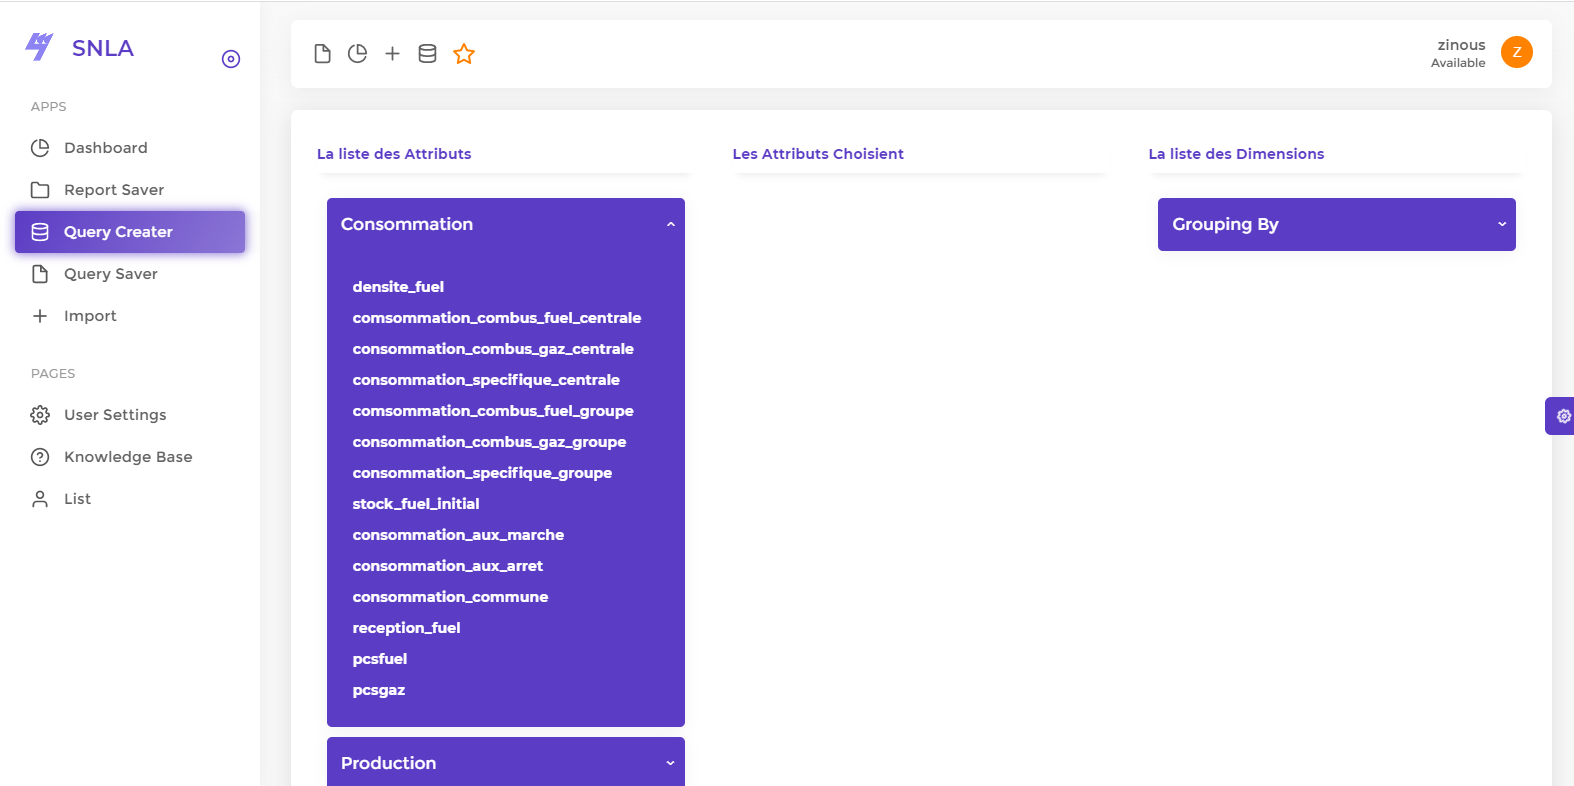 SNLA
APPS
Dashboard
Report Saver
Query Creater
Query Saver
Import
PAGES
User Settings
Knowledge Base
List
zinous
Available
Z
La liste des Attributs
Consommation
densite_fuel
comsommation_combus_fuel_centrale
consommation_combus_gaz_centrale
consommation_specifique_centrale
comsommation_combus_fuel_groupe
consommation_combus_gaz_groupe
consommation_specifique_groupe
stock_fuel_initial
consommation_aux_marche
consommation_aux_arret
consommation_commune
reception_fuel
pcsfuel
pcsgaz
Production
Les Attributs Choisient
La liste des Dimensions
Grouping By